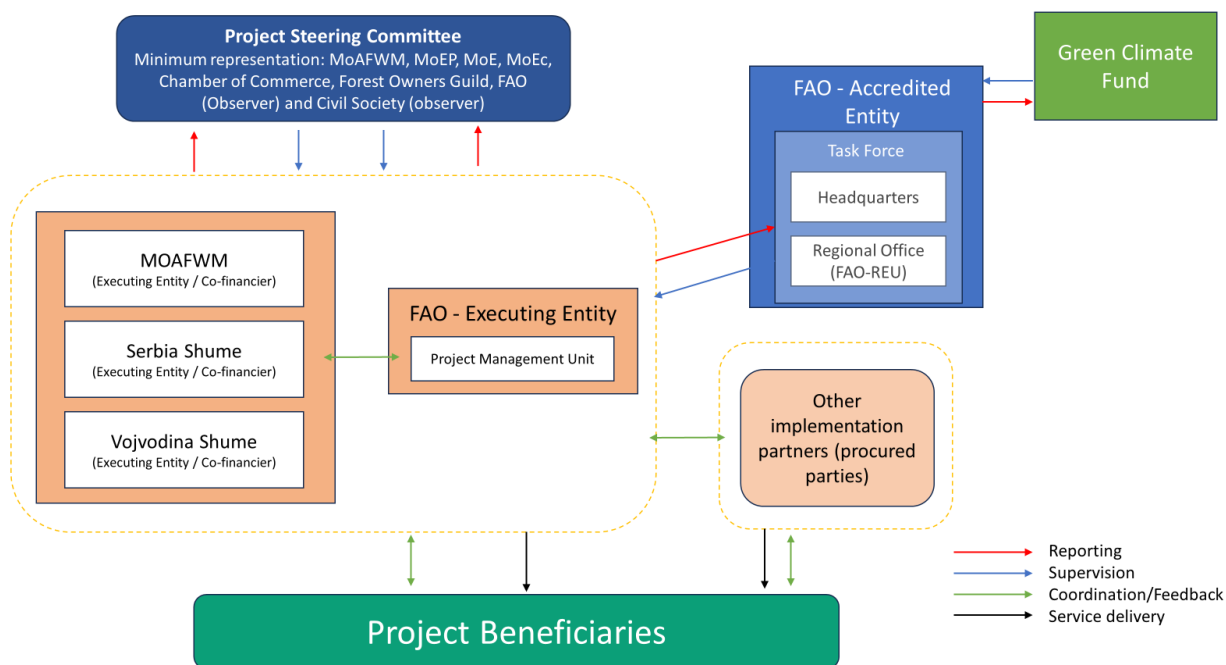 Project Steering Committee
Minimum representation: MoAFWM, MoEP, MoE, MoEc,
Chamber of Commerce, Forest Owners Guild, FAO
(Observer) and Civil Society (observer)
Green Climate
Fund
FAO - Accredited
Entity
Task Force
Headquarters
Regional Office
(FAO-REU)
MOAFWM
(Executing Entity / Co-financier)
Serbia Shume
(Executing Entity / Co-financier)
Vojvodina Shume
(Executing Entity / Co-financier)
FAO - Executing Entity
Project Management Unit
Other
implementation
partners (procured
parties)
Reporting
Supervision
Coordination/Feedback
Service delivery
Project Beneficiaries